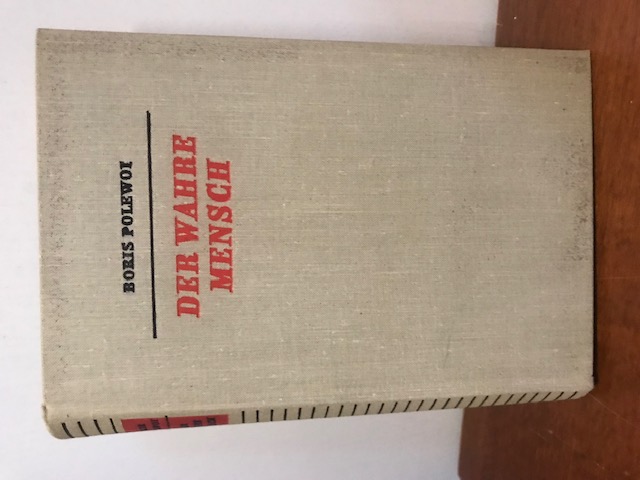 BORIS POLEWOI
DER WAHRE
MENSCH